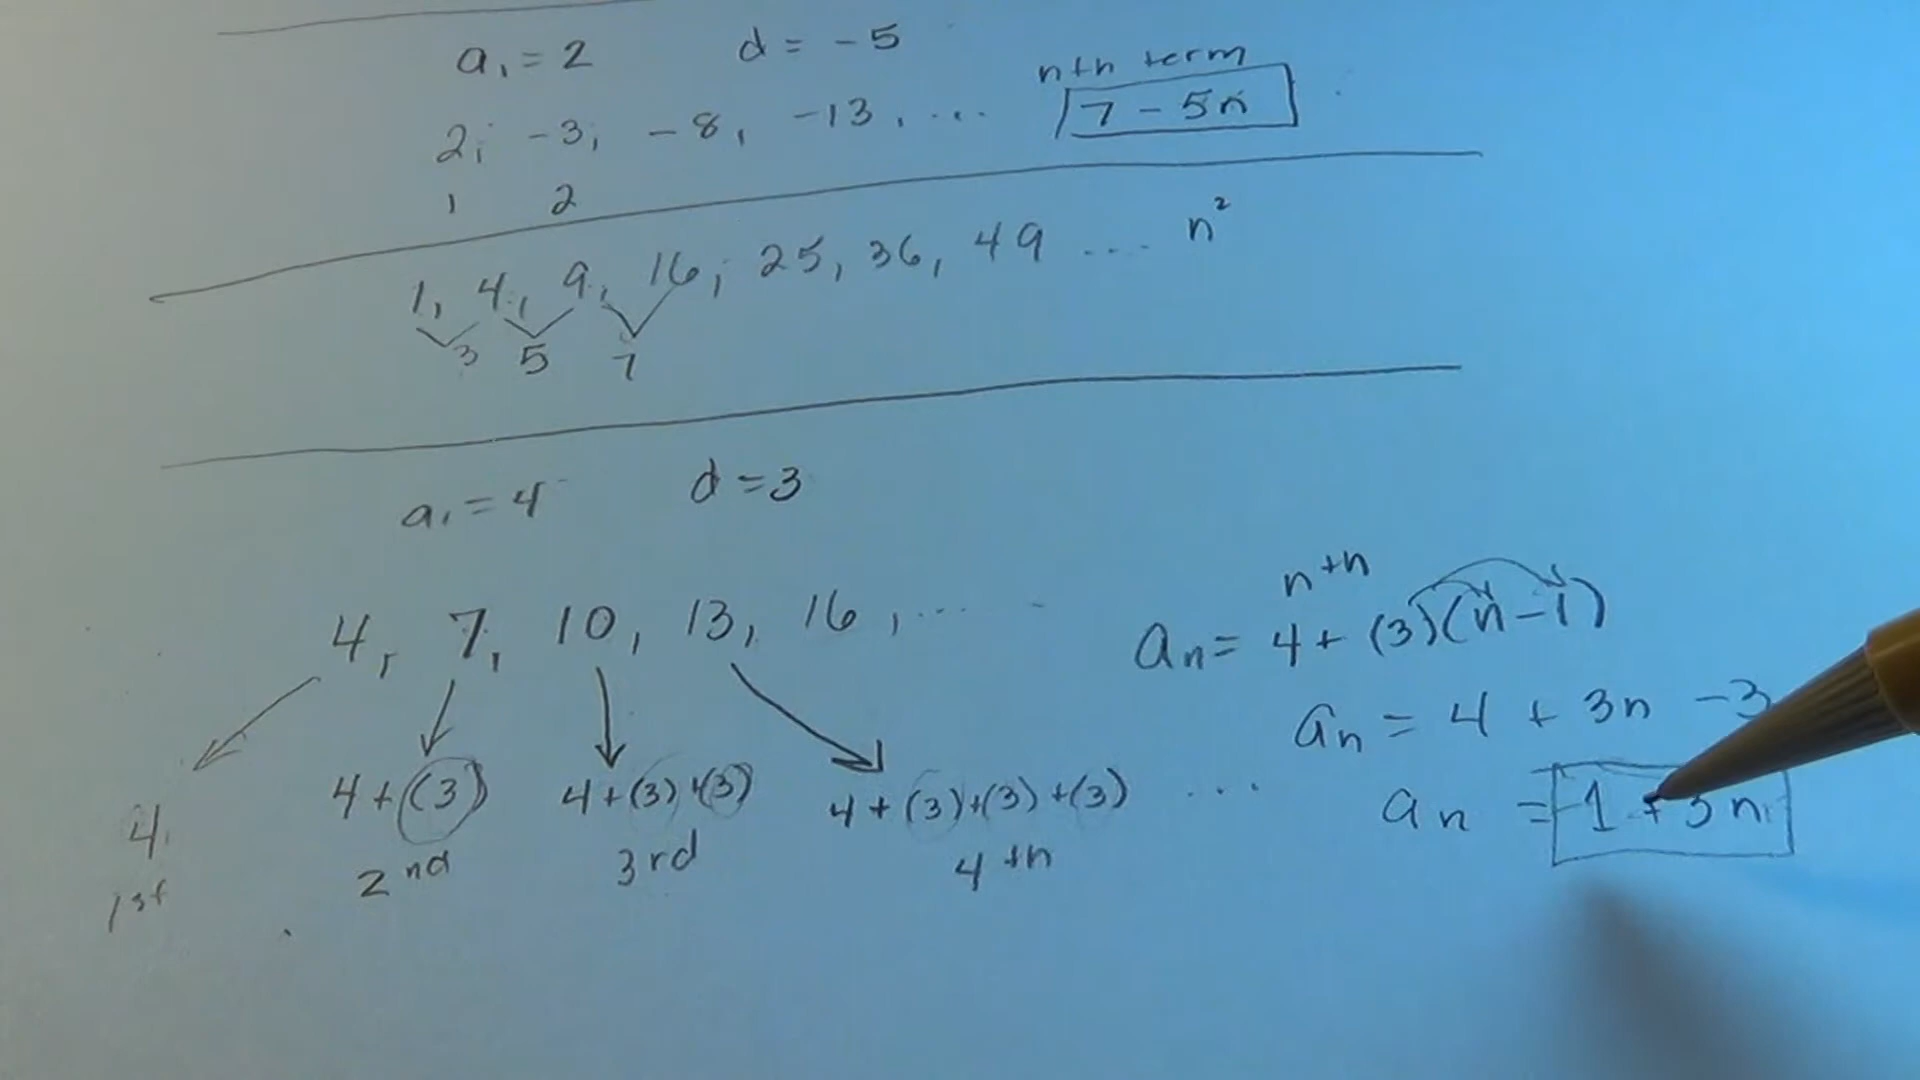 a₁ = 2 d = -5
nth term
2, -3, -8, -13, ... 7 - 5n
1 2
1, 4, 9, 16, 25, 36, 49 .... n²
3 5 7
a₁ = 4 d = 3
nth
4, 7, 10, 13, 16, ....
aₙ = 4 + (3)(n-1)
aₙ = 4 + 3n - 3
aₙ = 1 + 3n
4, 4+(3) 4+(3)+(3) 4+(3)+(3)+(3) ...
1st 2nd 3rd 4th